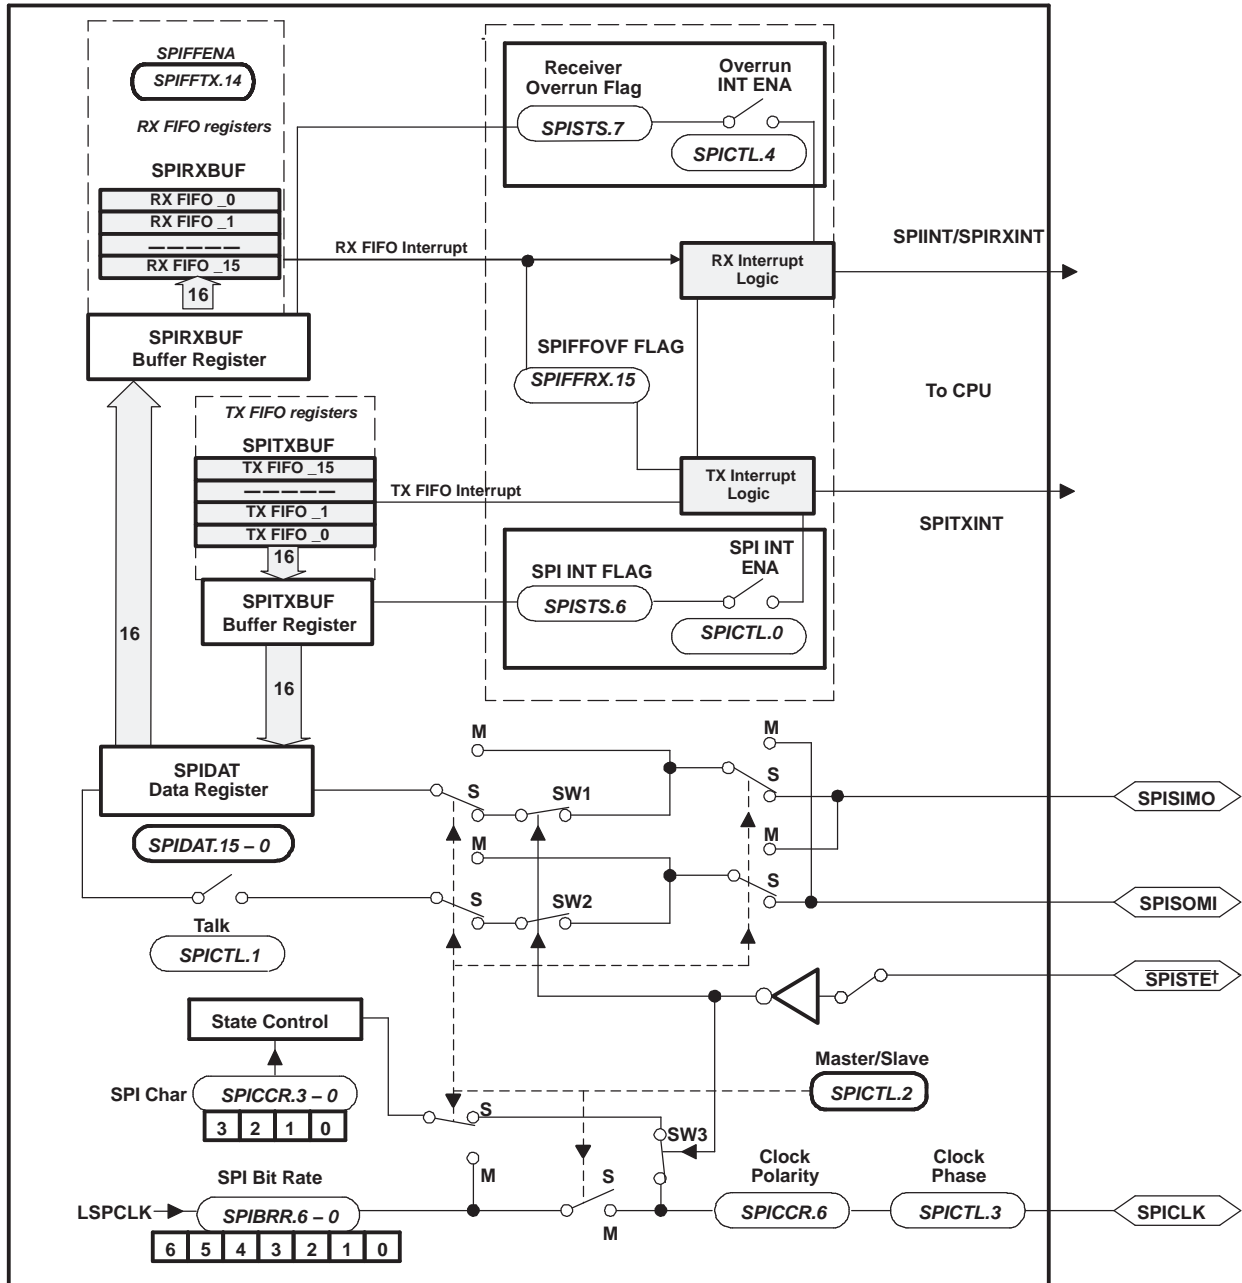 SPIFFENA
SPIFFTX.14
RX FIFO registers
SPIRXBUF
RX FIFO _0
RX FIFO _1
— — — — —
RX FIFO _15
16
SPIRXBUF
Buffer Register
Receiver
Overrun Flag
SPISTS.7
Overrun
INT ENA
SPICTL.4
RX FIFO Interrupt
RX Interrupt
Logic
SPIINT/SPIRXINT
SPIFFOVF FLAG
SPIFFRX.15
To CPU
TX FIFO registers
SPITXBUF
TX FIFO _15
— — — — —
TX FIFO _1
TX FIFO _0
16
TX FIFO Interrupt
TX Interrupt
Logic
SPITXINT
SPITXBUF
Buffer Register
SPI INT FLAG
SPISTS.6
SPI INT
ENA
SPICTL.0
16
16
SPIDAT
Data Register
SPIDAT.15 – 0
M
S
SW1
M
S
SPISIMO
M
S
SW2
M
S
SPISOMI
Talk
SPICTL.1
SPISTE†
State Control
Master/Slave
SPICTL.2
SPI Char
SPICCR.3 – 0
3 2 1 0
S
M
SW3
SPI Bit Rate
LSPCLK
SPIBRR.6 – 0
6 5 4 3 2 1 0
S
M
Clock
Polarity
SPICCR.6
Clock
Phase
SPICTL.3
SPICLK